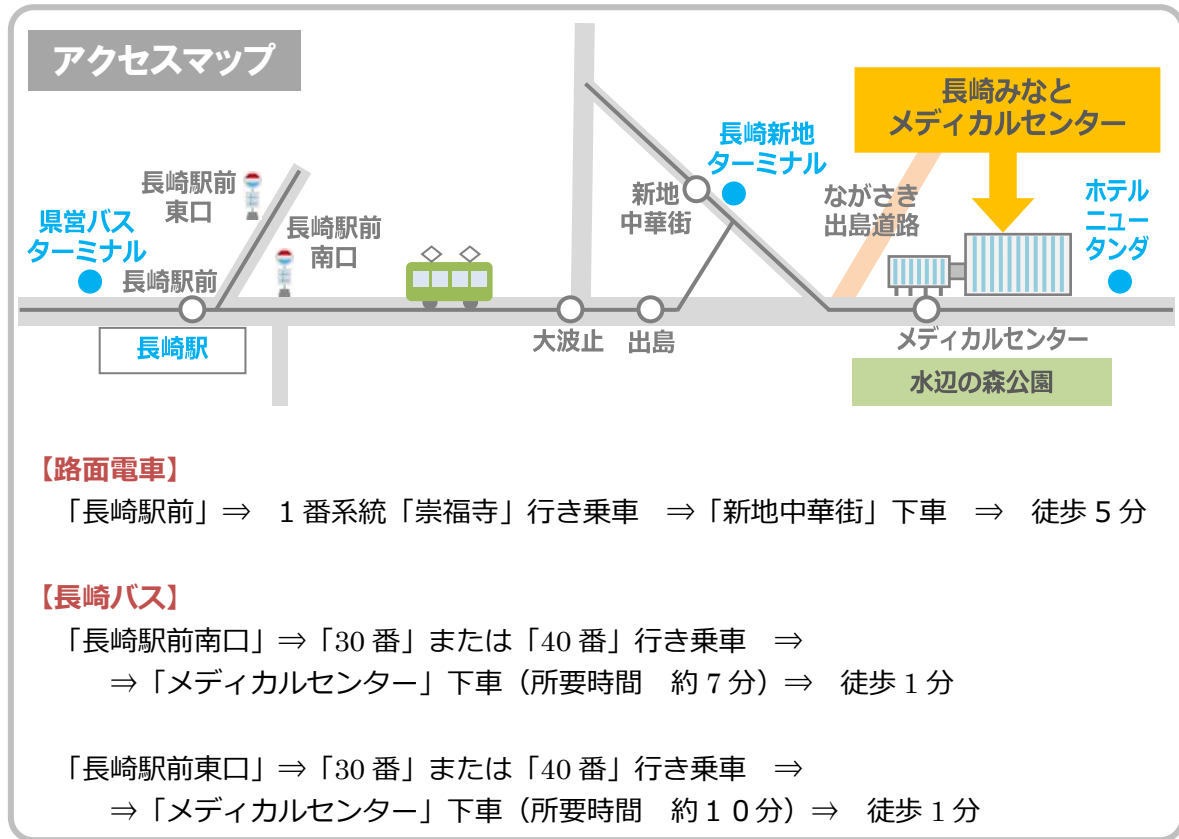 アクセスマップ
長崎みなと
メディカルセンター
長崎新地
ターミナル
長崎駅前
東口
新地
中華街
ながさき
出島道路
ホテル
ニュー
タンダ
県営バス
ターミナル
長崎駅前
南口
長崎駅前
長崎駅
大波止
出島
メディカルセンター
水辺の森公園
【路面電車】
「長崎駅前」⇒　1番系統「崇福寺」行き乗車　⇒「新地中華街」下車　⇒　徒歩5分
【長崎バス】
「長崎駅前南口」⇒「30番」または「40番」行き乗車　⇒
⇒「メディカルセンター」下車（所要時間　約7分）⇒　徒歩1分
「長崎駅前東口」⇒「30番」または「40番」行き乗車　⇒
⇒「メディカルセンター」下車（所要時間　約１０分）⇒　徒歩1分